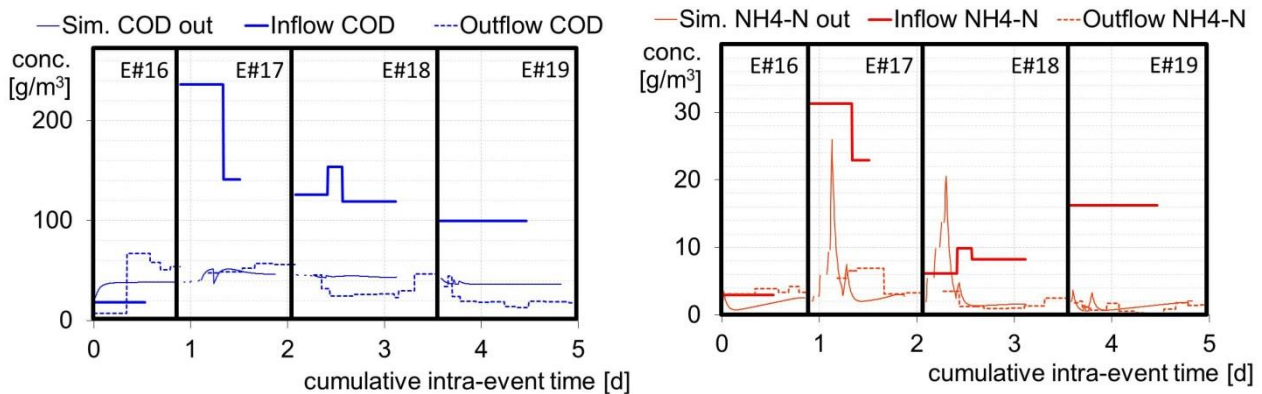 Sim. COD out Inflow COD Outflow COD
conc.
[g/m³]
E#16 E#17 E#18 E#19
200
100
0
0 1 2 3 4 5
cumulative intra-event time [d]
Sim. NH4-N out Inflow NH4-N Outflow NH4-N
conc.
[g/m³]
E#16 E#17 E#18 E#19
30
20
10
0
0 1 2 3 4 5
cumulative intra-event time [d]